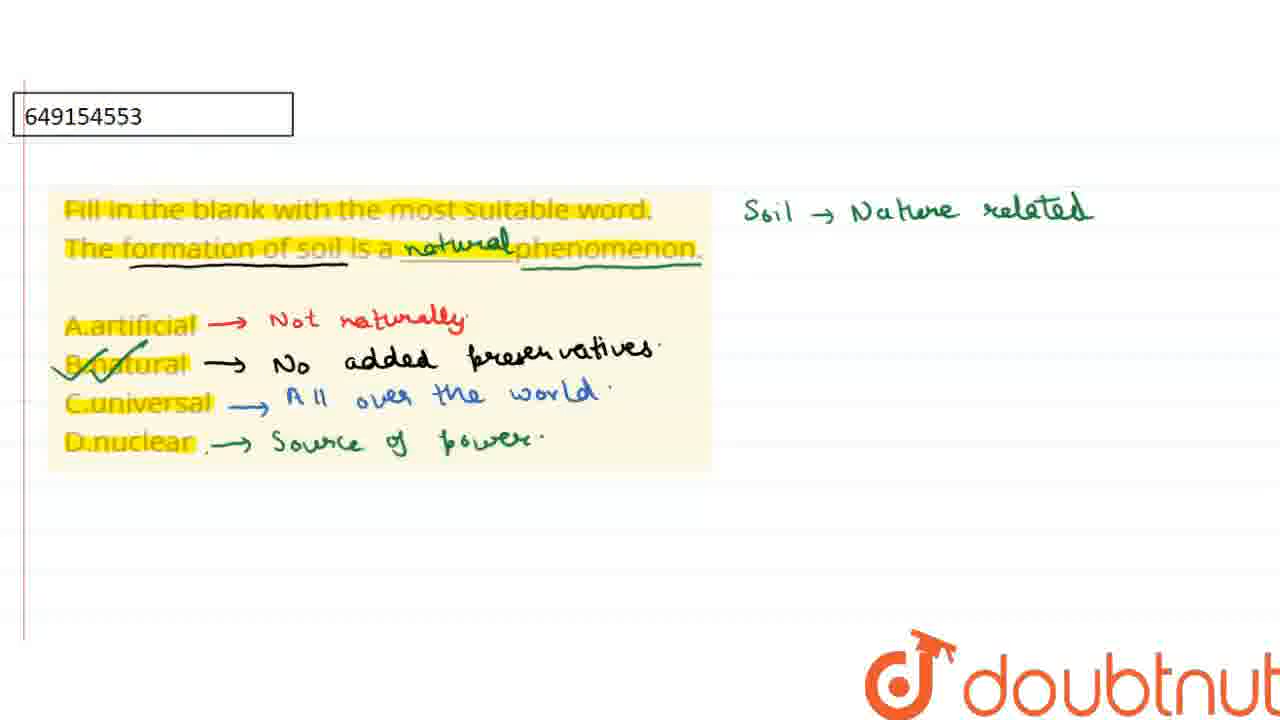 649154553
Fill in the blank with the most suitable word.
Soil → Nature related
The formation of soil is a natural phenomenon.
A.artificial → Not naturally.
B.natural → No added preservatives.
C.universal → All over the world.
D.nuclear → Source of power.
doubtnut